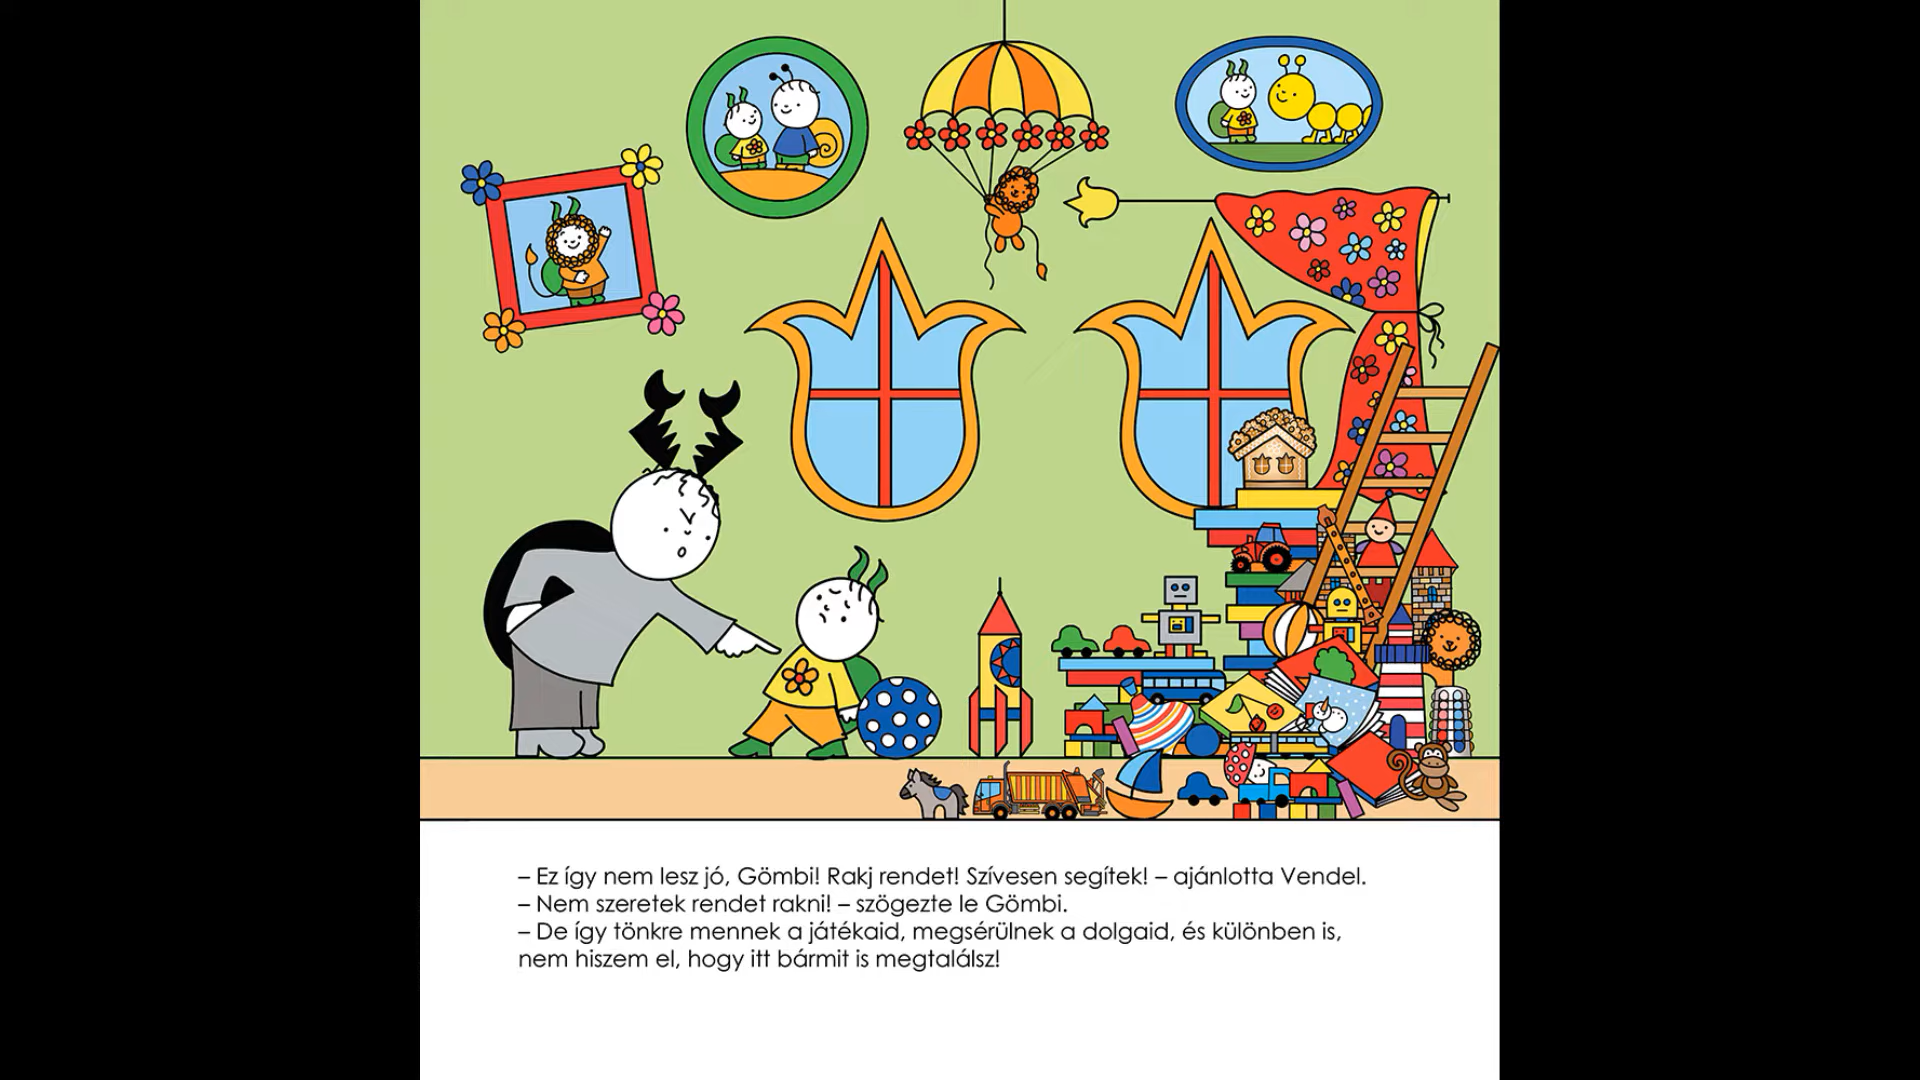 – Ez így nem lesz jó, Gömbi! Rakj rendet! Szívesen segítek! – ajánlotta Vendel.
– Nem szeretek rendet rakni! – szögezte le Gömbi.
– De így tönkre mennek a játékaid, megsérülnek a dolgaid, és különben is,
nem hiszem el, hogy itt bármit is megtalálsz!